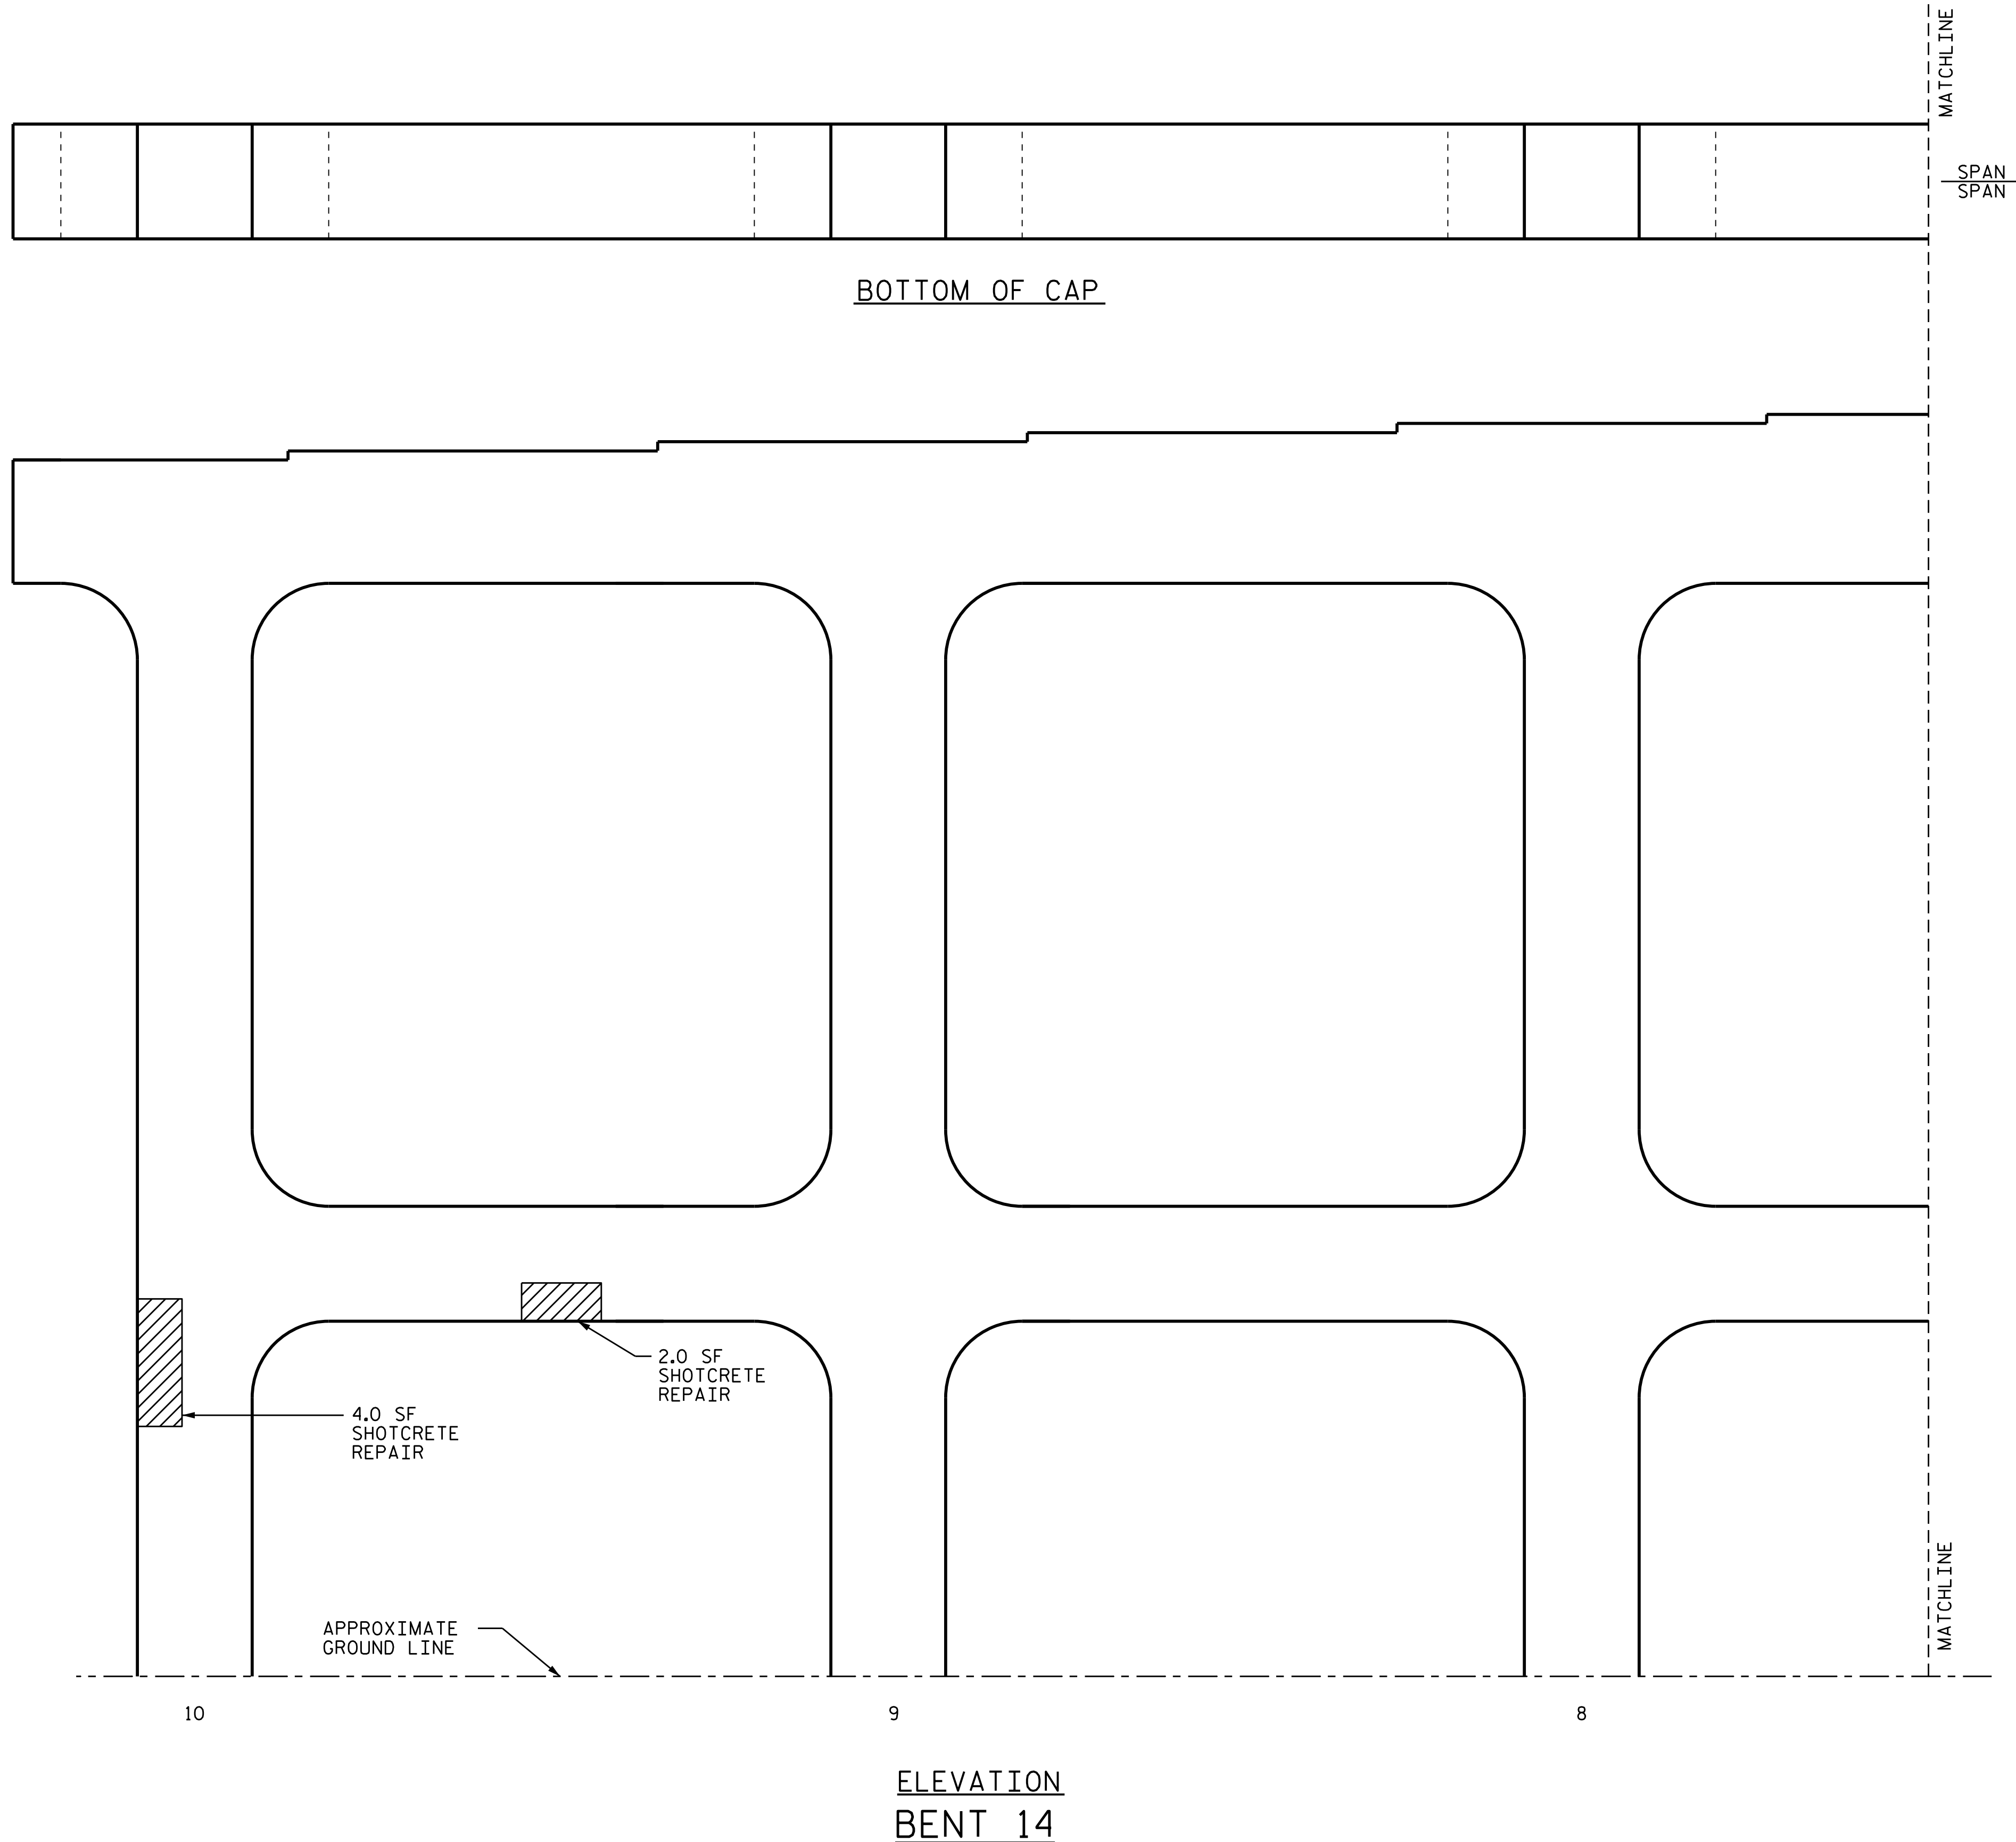 MATCHLINE
SPAN
SPAN
BOTTOM OF CAP
2.0 SF
SHOTCRETE
REPAIR
4.0 SF
SHOTCRETE
REPAIR
APPROXIMATE
GROUND LINE
MATCHLINE
10
9
8
ELEVATION
BENT 14